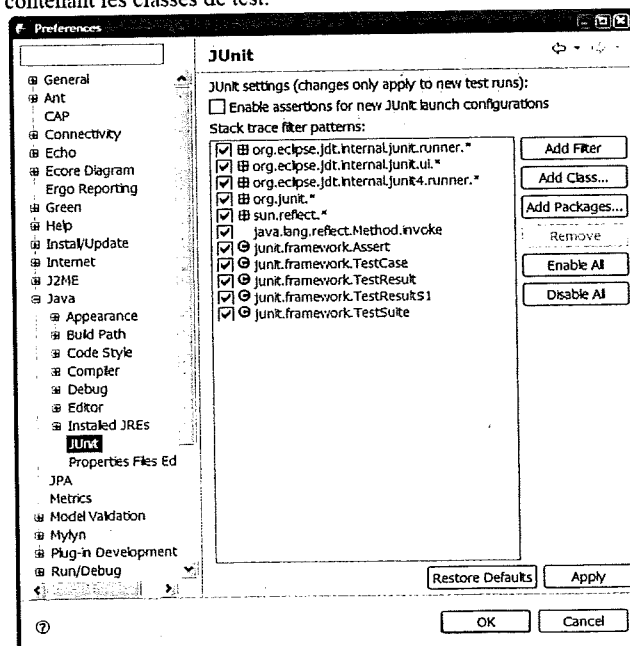 contenant les classes de test.
Preferences
JUnit
General
Ant
CAP
Connectivity
Echo
Ecore Diagram
Ergo Reporting
Green
Help
Install/Update
Internet
J2ME
Java
Appearance
Build Path
Code Style
Compiler
Debug
Editor
Installed JREs
JUnit
Properties Files Ed
JPA
Metrics
Model Validation
Mylyn
Plug-in Development
Run/Debug
JUnit settings (changes only apply to new test runs):
Enable assertions for new JUnit launch configurations
Stack trace filter patterns:
org.eclipse.jdt.internal.junit.runner.*
org.eclipse.jdt.internal.junit.ui.*
org.eclipse.jdt.internal.junit4.runner.*
org.junit.*
sun.reflect.*
java.lang.reflect.Method.invoke
junit.framework.Assert
junit.framework.TestCase
junit.framework.TestResult
junit.framework.TestResult$1
junit.framework.TestSuite
Add Filter
Add Class...
Add Packages...
Remove
Enable All
Disable All
Restore Defaults
Apply
?
OK
Cancel